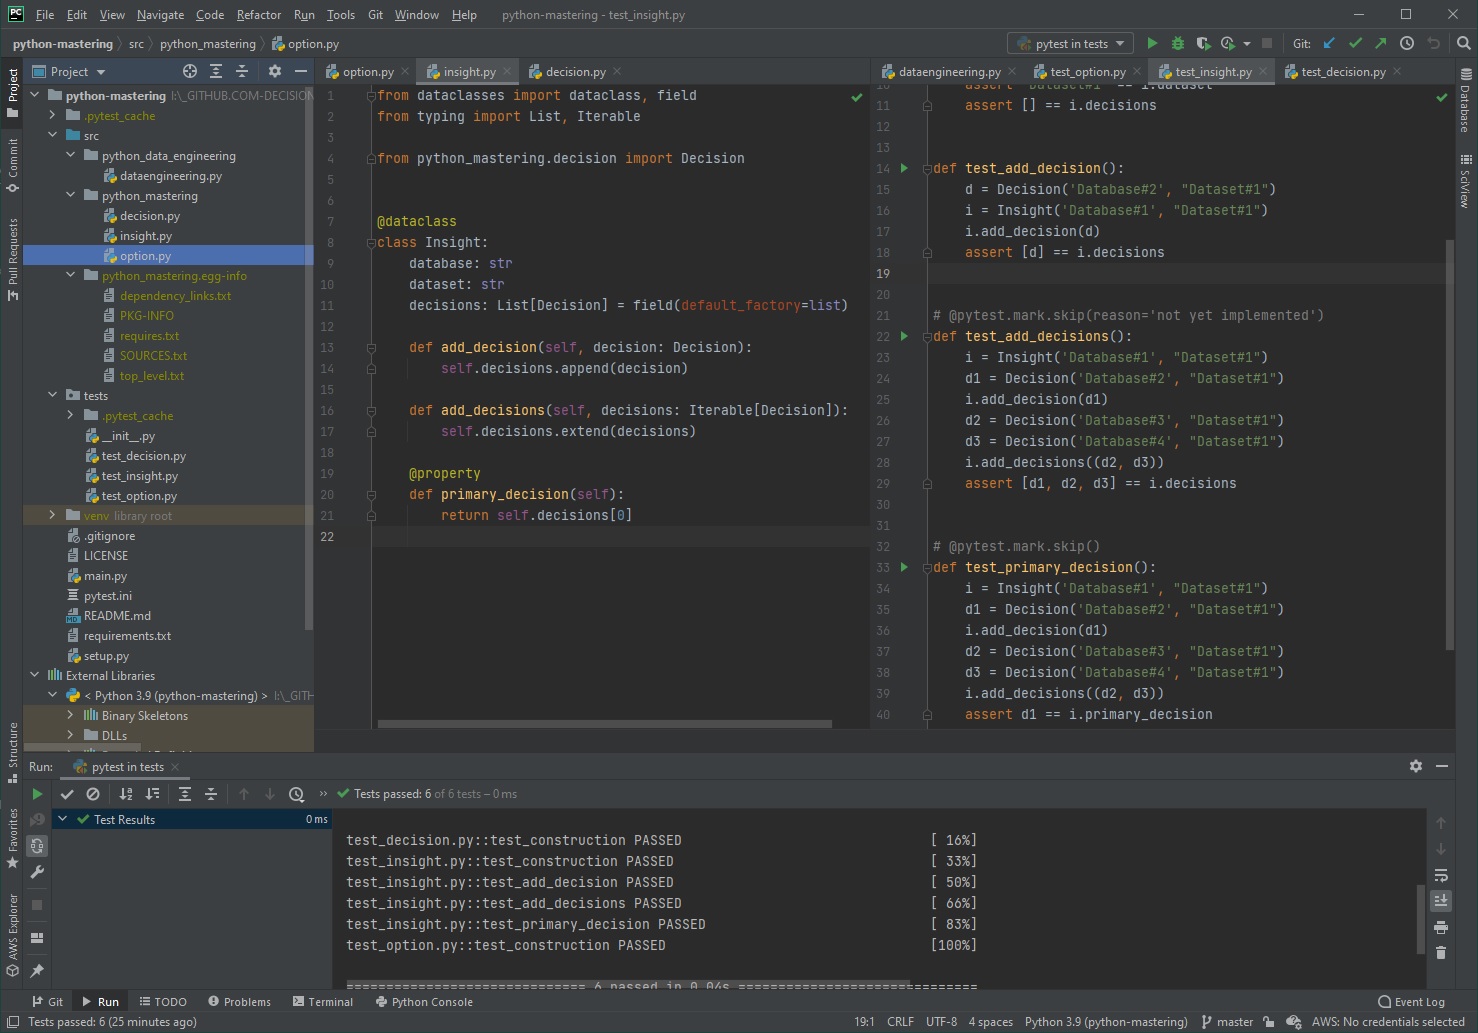 PC File Edit View Navigate Code Refactor Run Tools Git Window Help python-mastering - test_insight.py
python-mastering src python_mastering option.py pytest in tests Git:
Project
option.py insight.py decision.py
dataengineering.py test_option.py test_insight.py test_decision.py
Project
Commit
Pull Requests
Structure
Favorites
AWS Explorer
python-mastering I:\_GITHUB.COM-DECISION
.pytest_cache
src
python_data_engineering
dataengineering.py
python_mastering
decision.py
insight.py
option.py
python_mastering.egg-info
dependency_links.txt
PKG-INFO
requires.txt
SOURCES.txt
top_level.txt
tests
.pytest_cache
__init__.py
test_decision.py
test_insight.py
test_option.py
venv library root
.gitignore
LICENSE
main.py
pytest.ini
README.md
requirements.txt
setup.py
External Libraries
< Python 3.9 (python-mastering) > I:\_GITH
Binary Skeletons
DLLs
1 from dataclasses import dataclass, field
2 from typing import List, Iterable
3
4 from python_mastering.decision import Decision
5
6
7 @dataclass
8 class Insight:
9 database: str
10 dataset: str
11 decisions: List[Decision] = field(default_factory=list)
12
13 def add_decision(self, decision: Decision):
14 self.decisions.append(decision)
15
16 def add_decisions(self, decisions: Iterable[Decision]):
17 self.decisions.extend(decisions)
18
19 @property
20 def primary_decision(self):
21 return self.decisions[0]
22
10 assert "Dataset#1" == i.dataset
11 assert [] == i.decisions
12
13
14 def test_add_decision():
15 d = Decision('Database#2', "Dataset#1")
16 i = Insight('Database#1', "Dataset#1")
17 i.add_decision(d)
18 assert [d] == i.decisions
19
20
21 # @pytest.mark.skip(reason='not yet implemented')
22 def test_add_decisions():
23 i = Insight('Database#1', "Dataset#1")
24 d1 = Decision('Database#2', "Dataset#1")
25 i.add_decision(d1)
26 d2 = Decision('Database#3', "Dataset#1")
27 d3 = Decision('Database#4', "Dataset#1")
28 i.add_decisions((d2, d3))
29 assert [d1, d2, d3] == i.decisions
30
31
32 # @pytest.mark.skip()
33 def test_primary_decision():
34 i = Insight('Database#1', "Dataset#1")
35 d1 = Decision('Database#2', "Dataset#1")
36 i.add_decision(d1)
37 d2 = Decision('Database#3', "Dataset#1")
38 d3 = Decision('Database#4', "Dataset#1")
39 i.add_decisions((d2, d3))
40 assert d1 == i.primary_decision
Database
SciView
Run: pytest in tests
Tests passed: 6 of 6 tests – 0 ms
Test Results 0 ms
test_decision.py::test_construction PASSED [ 16%]
test_insight.py::test_construction PASSED [ 33%]
test_insight.py::test_add_decision PASSED [ 50%]
test_insight.py::test_add_decisions PASSED [ 66%]
test_insight.py::test_primary_decision PASSED [ 83%]
test_option.py::test_construction PASSED [100%]
============================== 6 passed in 0.04s ==============================
Git Run TODO Problems Terminal Python Console Event Log
Tests passed: 6 (25 minutes ago) 19:1 CRLF UTF-8 4 spaces Python 3.9 (python-mastering) master AWS: No credentials selected